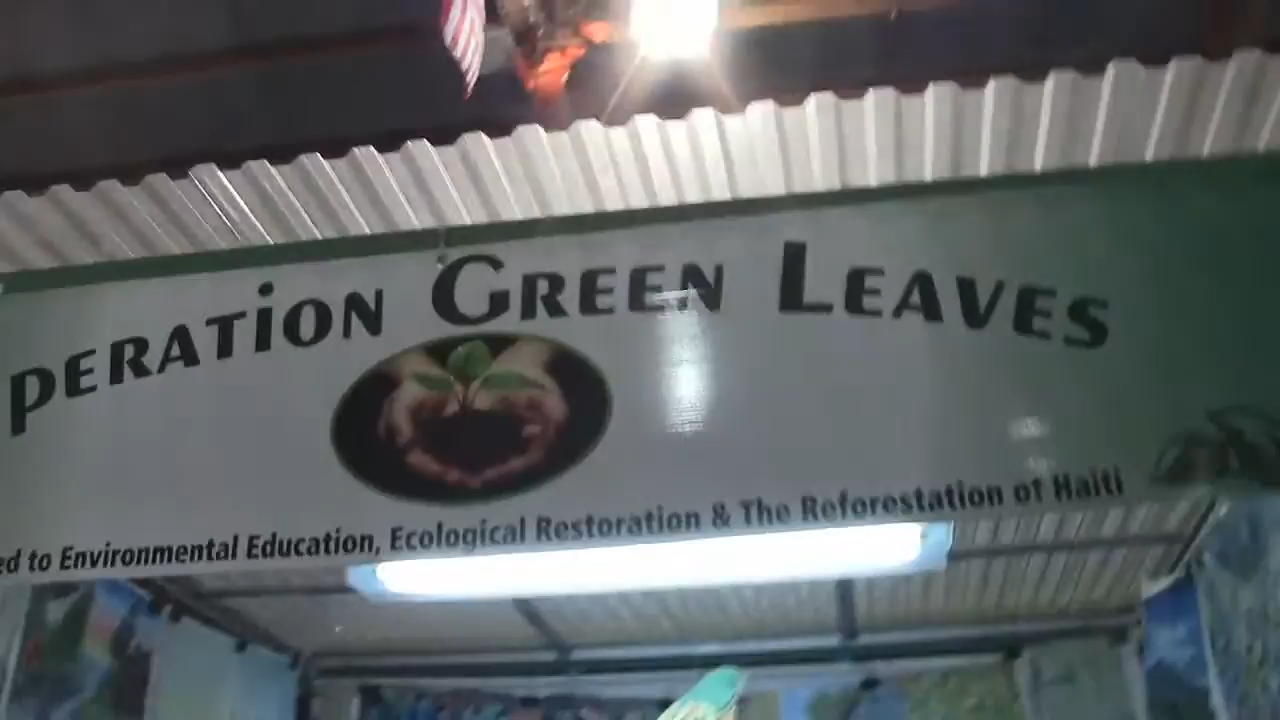 PERATION GREEN LEAVES
ed to Environmental Education, Ecological Restoration & The Reforestation of Haiti